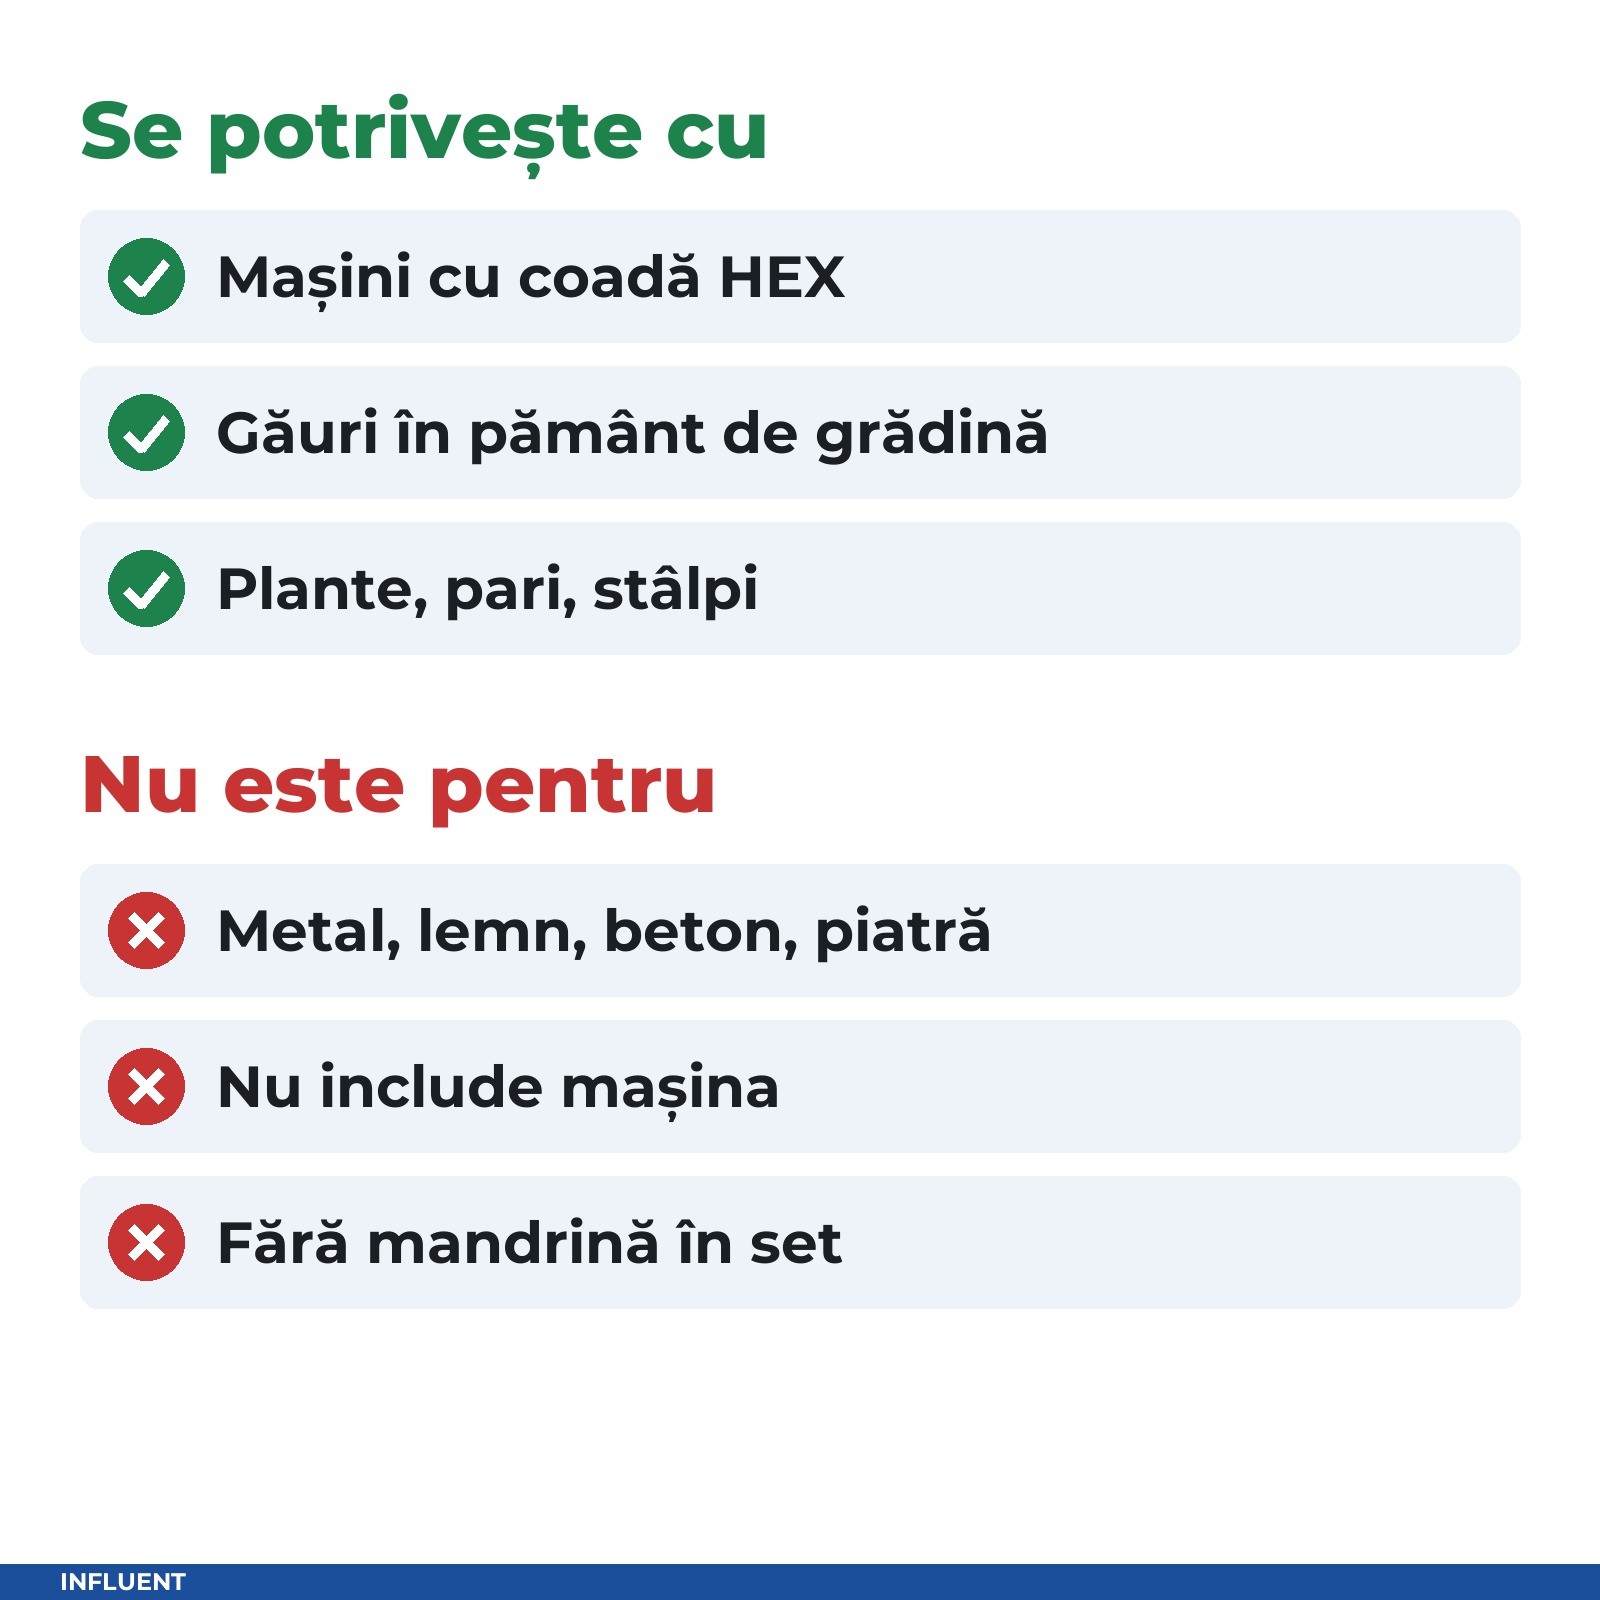 Se potrivește cu
Mașini cu coadă HEX
Găuri în pământ de grădină
Plante, pari, stâlpi
Nu este pentru
Metal, lemn, beton, piatră
Nu include mașina
Fără mandrină în set
INFLUENT